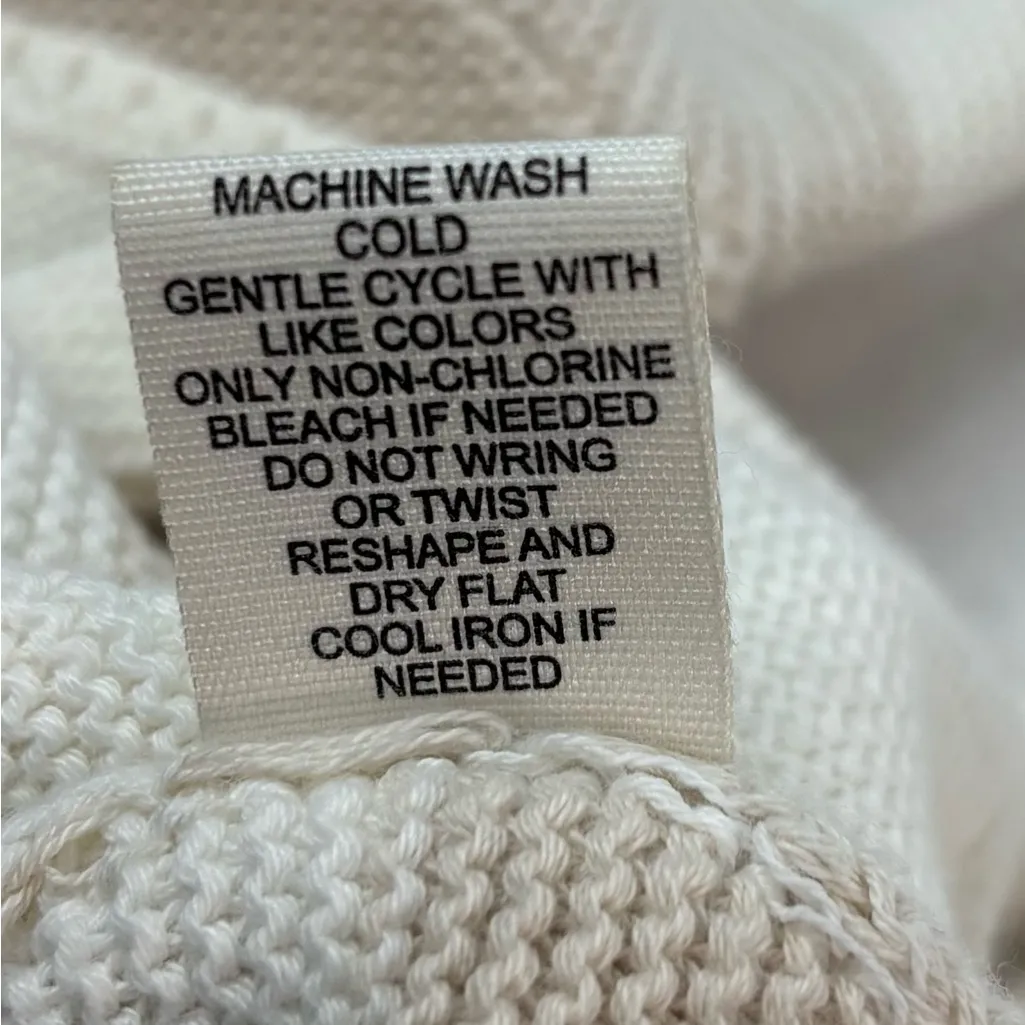 MACHINE WASH
COLD
GENTLE CYCLE WITH
LIKE COLORS
ONLY NON-CHLORINE
BLEACH IF NEEDED
DO NOT WRING
OR TWIST
RESHAPE AND
DRY FLAT
COOL IRON IF
NEEDED